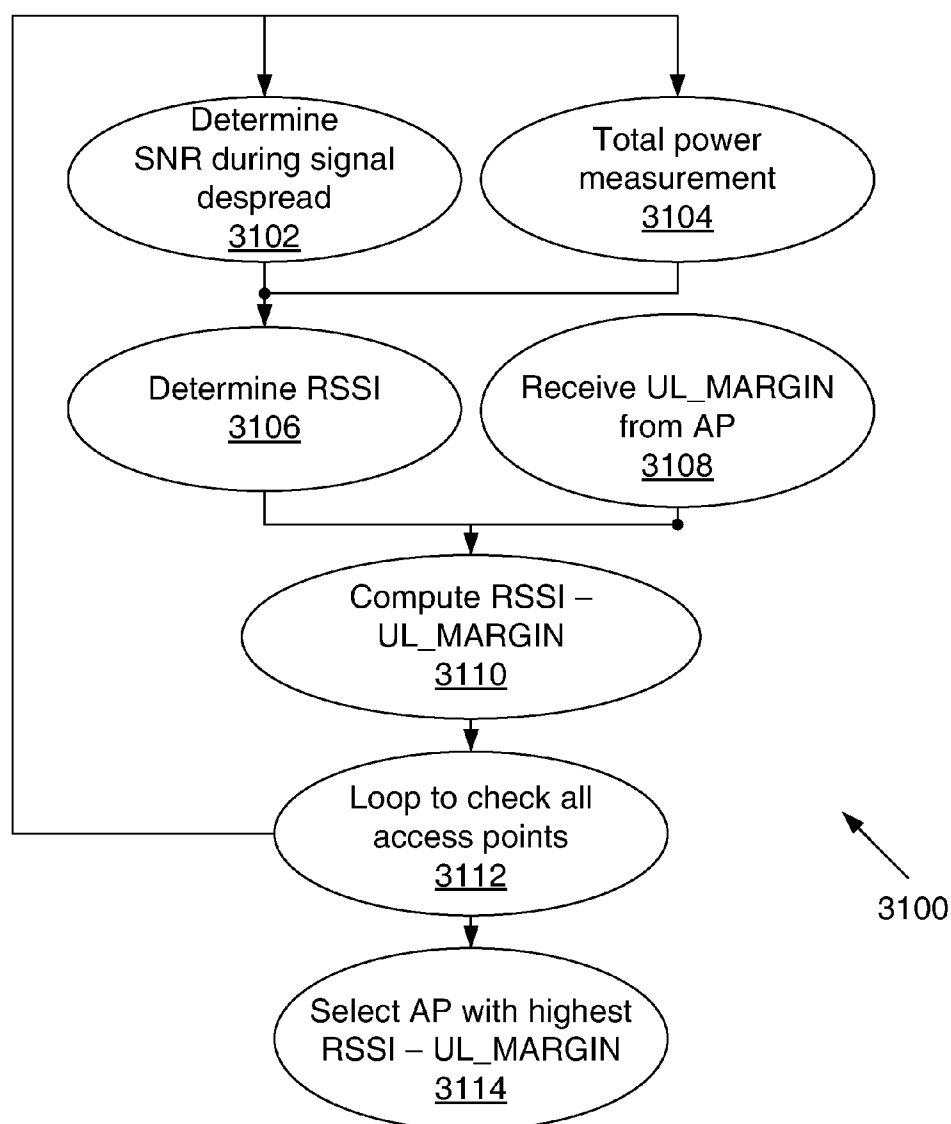 Determine
SNR during signal
despread
3102
Total power
measurement
3104
Determine RSSI
3106
Receive UL_MARGIN
from AP
3108
Compute RSSI –
UL_MARGIN
3110
Loop to check all
access points
3112
3100
Select AP with highest
RSSI – UL_MARGIN
3114